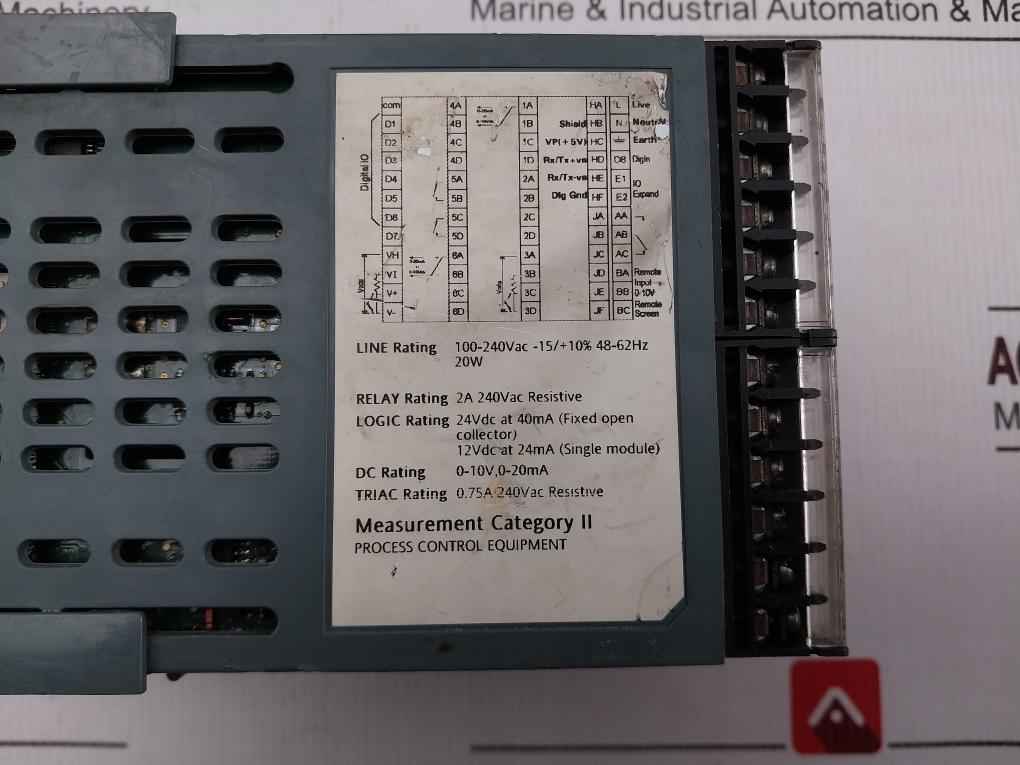 Machinery
Marine & Industrial Automation & Ma
com 4A 1A HA L Live
D1 4B 1B Shield HB N Neutral
D2 4C 1C VP(+5V) HC Earth
D3 4D 1D Rx/Tx+ve HD D8 Digin
D4 5A 2A Rx/Tx-ve HE E1 IO
D5 5B 2B Dig Gnd HF E2 Expand
Digital IO
D6 5C 2C JA AA
D7 5D 2D JB AB
VH 6A 3A JC AC
VI 6B 3B JD BA Remote
V+ 6C 3C JE BB Input 0-10V
V- 6D 3D JF BC Remote Screen
LINE Rating 100-240Vac -15/+10% 48-62Hz
20W
RELAY Rating 2A 240Vac Resistive
LOGIC Rating 24Vdc at 40mA (Fixed open
collector)
12Vdc at 24mA (Single module)
DC Rating 0-10V,0-20mA
TRIAC Rating 0.75A 240Vac Resistive
Measurement Category II
PROCESS CONTROL EQUIPMENT
M